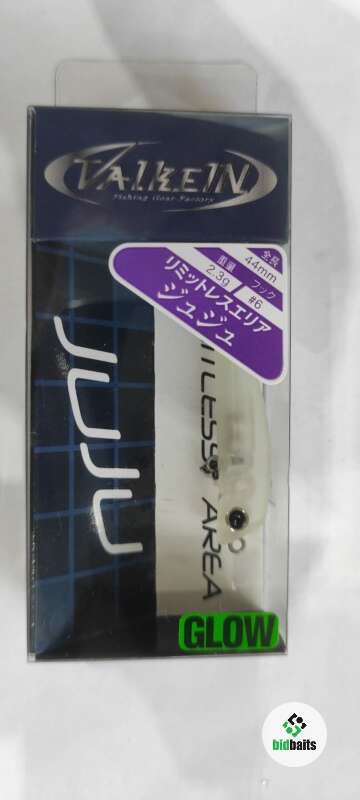 VALKEIN
Fishing Gear Factory
全長
44mm
重量
2.3g
フック
#6
リミットレスエリア
ジュジュ
JUJU
ITLESS AREA
GLOW
bidbaits